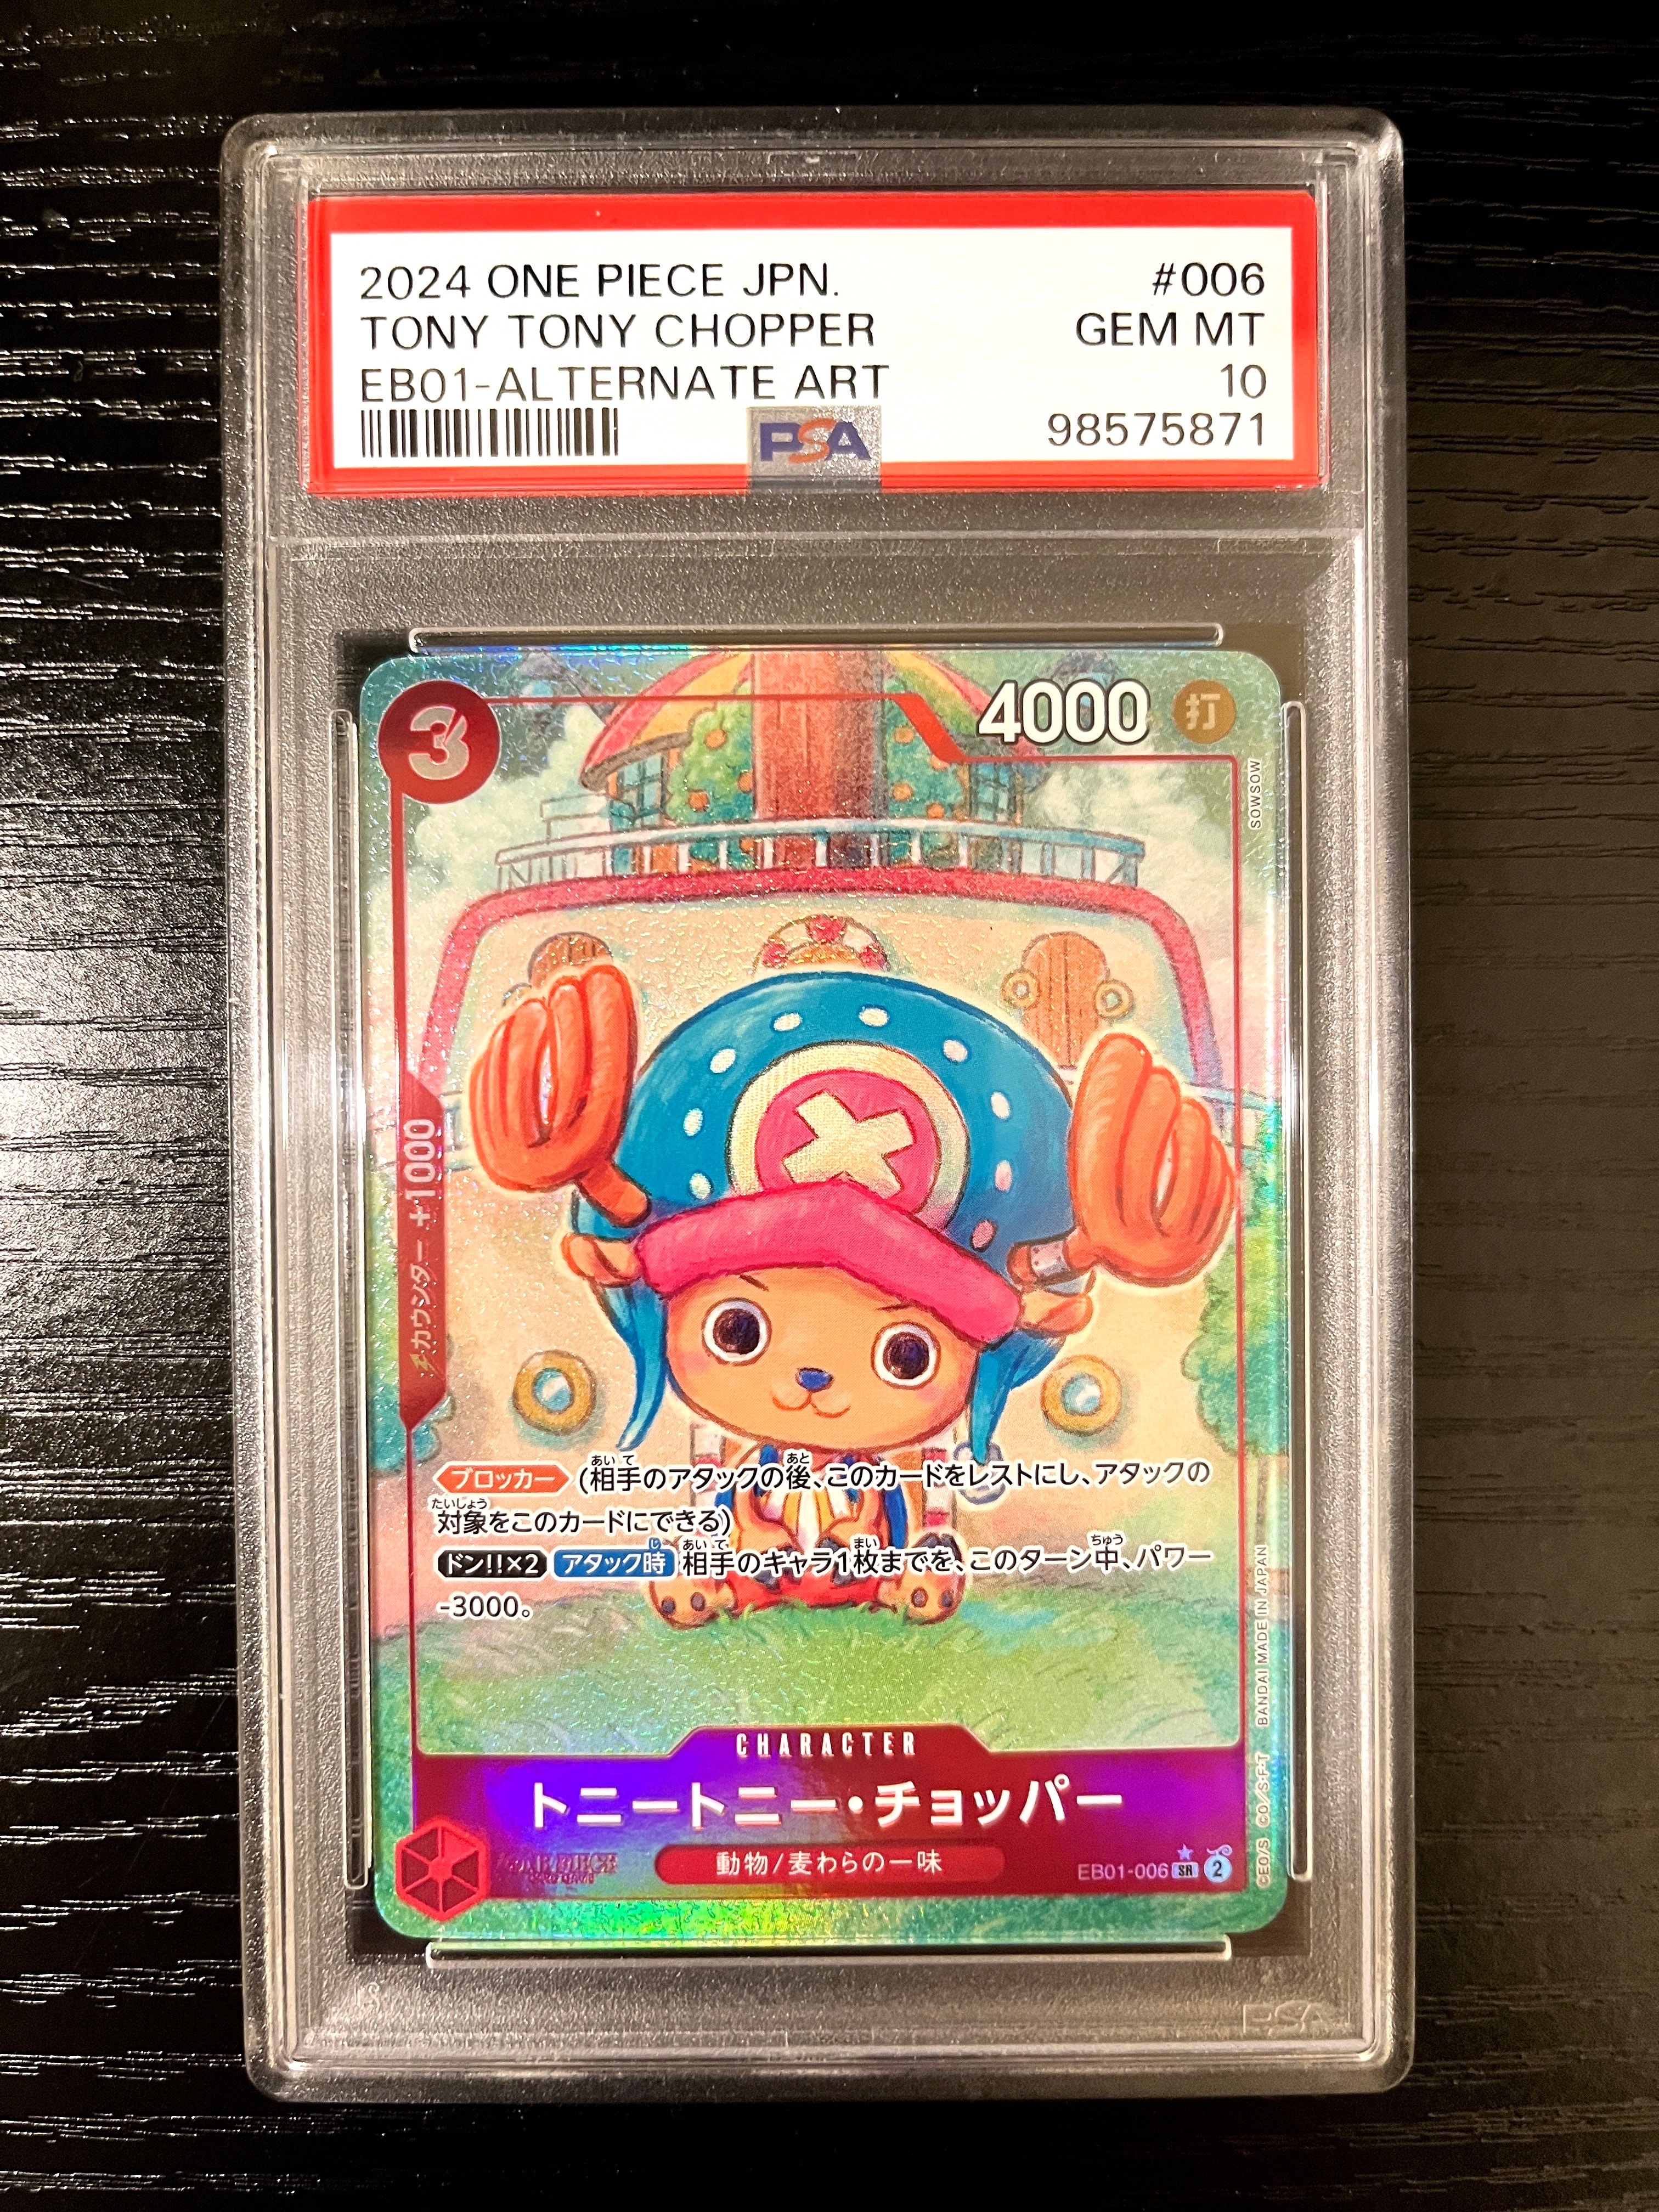 2024 ONE PIECE JPN. #006
TONY TONY CHOPPER GEM MT
EB01-ALTERNATE ART 10
PSA 98575871
3
4000 打
SOWSOW
カウンター +1000
ブロッカー (相手のアタックの後、このカードをレストにし、アタックの
対象をこのカードにできる)
ドン!!×2 アタック時 相手のキャラ1枚までを、このターン中、パワー
-3000。
CHARACTER
トニートニー・チョッパー
動物/麦わらの一味
ONE PIECE
EB01-006 SR 2
©EO/S ©O/S・F・T BANDAI MADE IN JAPAN
PSA